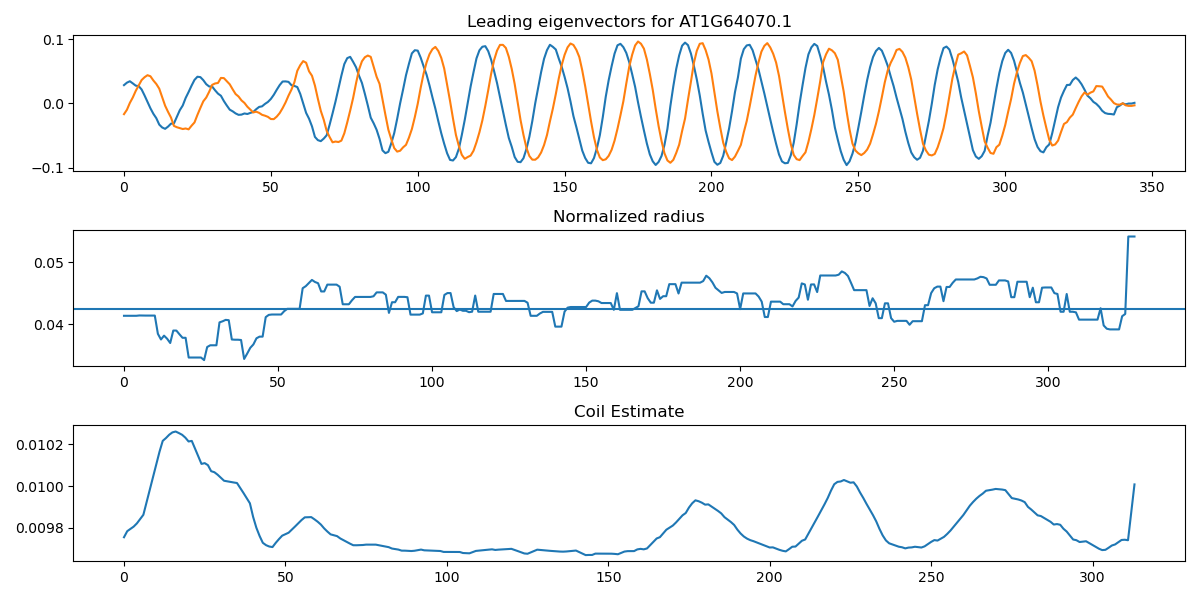 Leading eigenvectors for AT1G64070.1
0.1
0.0
−0.1
0 50 100 150 200 250 300 350
Normalized radius
0.05
0.04
0 50 100 150 200 250 300
Coil Estimate
0.0102
0.0100
0.0098
0 50 100 150 200 250 300